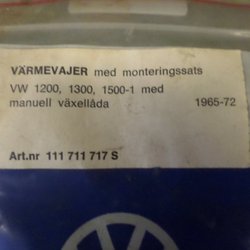 VÄRMEVAJER med monteringssats
VW 1200, 1300, 1500-1 med
manuell växellåda 1965-72
Art.nr 111 711 717 S